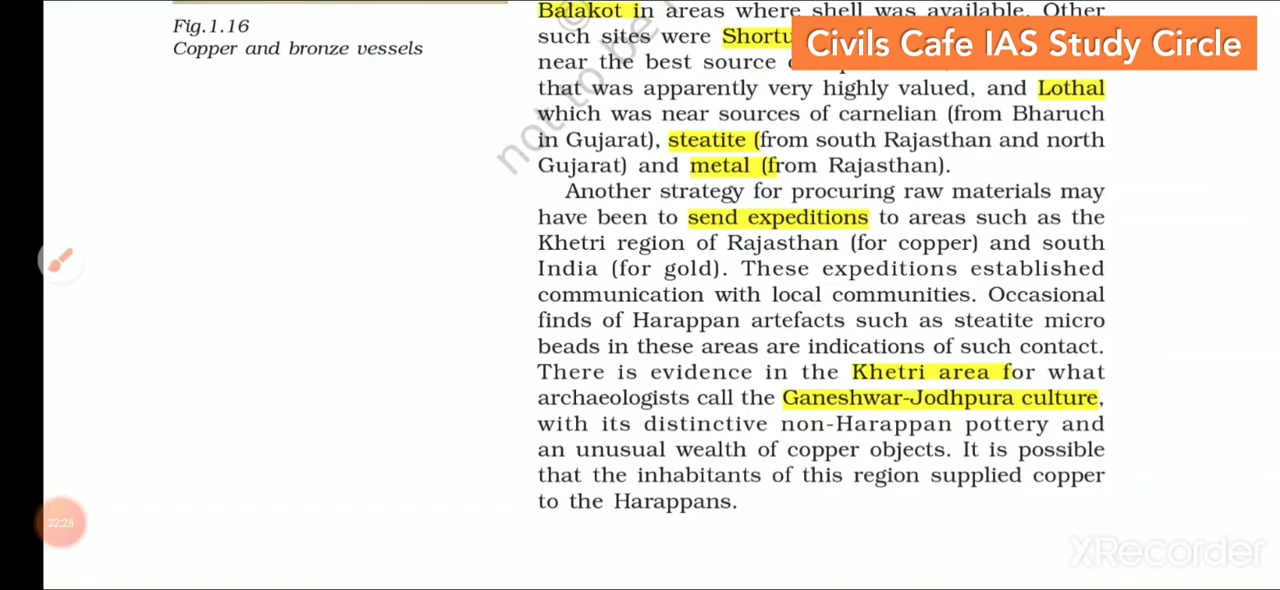 Fig.1.16
Copper and bronze vessels
Balakot in areas where shell was available. Other
such sites were Shortu
Civils Cafe IAS Study Circle
near the best source
that was apparently very highly valued, and Lothal
which was near sources of carnelian (from Bharuch
in Gujarat), steatite (from south Rajasthan and north
Gujarat) and metal (from Rajasthan).
Another strategy for procuring raw materials may
have been to send expeditions to areas such as the
Khetri region of Rajasthan (for copper) and south
India (for gold). These expeditions established
communication with local communities. Occasional
finds of Harappan artefacts such as steatite micro
beads in these areas are indications of such contact.
There is evidence in the Khetri area for what
archaeologists call the Ganeshwar-Jodhpura culture,
with its distinctive non-Harappan pottery and
an unusual wealth of copper objects. It is possible
that the inhabitants of this region supplied copper
to the Harappans.
©
not to be
22:26
XRecorder